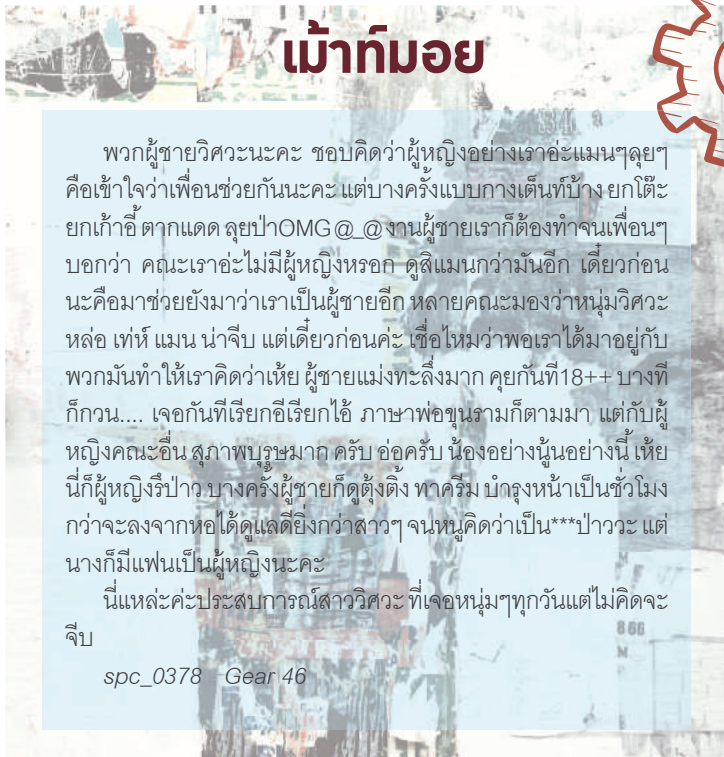 เม้าท์มอย
พวกผู้ชายวิศวะนะคะ ชอบคิดว่าผู้หญิงอย่างเราอ่ะแมนๆลุยๆ
คือเข้าใจว่าเพื่อนช่วยกันนะคะ แต่บางครั้งแบบกางเต็นท์บ้าง ยกโต๊ะ
ยกเก้าอี้ ตากแดด ลุยป่าOMG@_@งานผู้ชายเราก็ต้องทำจนเพื่อนๆ
บอกว่า คณะเราอ่ะไม่มีผู้หญิงหรอก ดูสิแมนกว่ามันอีก เดี๋ยวก่อน
นะคือมาช่วยยังมาว่าเราเป็นผู้ชายอีก หลายคณะมองว่าหนุ่มวิศวะ
หล่อ เท่ห์ แมน น่าจีบ แต่เดี๋ยวก่อนค่ะ เชื่อไหมว่าพอเราได้มาอยู่กับ
พวกมันทำให้เราคิดว่าเห้ย ผู้ชายแม่งทะลึ่งมาก คุยกันที18++ บางที
ก็กวน.... เจอกันทีเรียกอีเรียกไอ้ ภาษาพ่อขุนรามก็ตามมา แต่กับผู้
หญิงคณะอื่น สุภาพบุรุษมาก ครับ อ่อครับ น้องอย่างนู้นอย่างนี้ เห้ย
นี่ก็ผู้หญิงรึป่าว บางครั้งผู้ชายก็ดูตุ้งติ้ง ทาครีม บำรุงหน้าเป็นชั่วโมง
กว่าจะลงจากหอได้ดูแลดียิ่งกว่าสาวๆ จนหนูคิดว่าเป็น***ป่าววะ แต่
นางก็มีแฟนเป็นผู้หญิงนะคะ
นี่แหล่ะค่ะประสบการณ์สาววิศวะ ที่เจอหนุ่มๆทุกวันแต่ไม่คิดจะ
จีบ
spc_0378 Gear 46
866